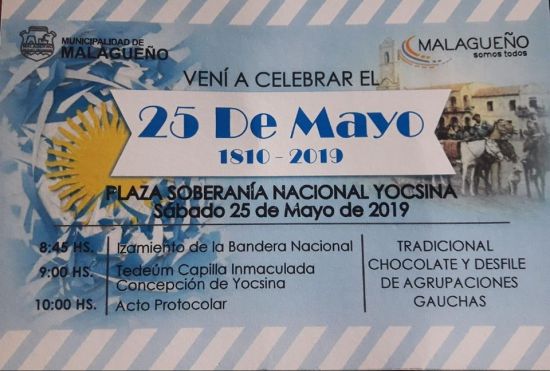 MUNICIPALIDAD DE
MALAGUEÑO
MALAGUEÑO
somos todos
VENÍ A CELEBRAR EL
25 De Mayo
1810 - 2019
PLAZA SOBERANÍA NACIONAL YOCSINA
Sábado 25 de Mayo de 2019
8:45 HS. Izamiento de la Bandera Nacional
9:00 HS. Tedeúm Capilla Inmaculada
Concepción de Yocsina
10:00 HS. Acto Protocolar
TRADICIONAL
CHOCOLATE Y DESFILE
DE AGRUPACIONES
GAUCHAS